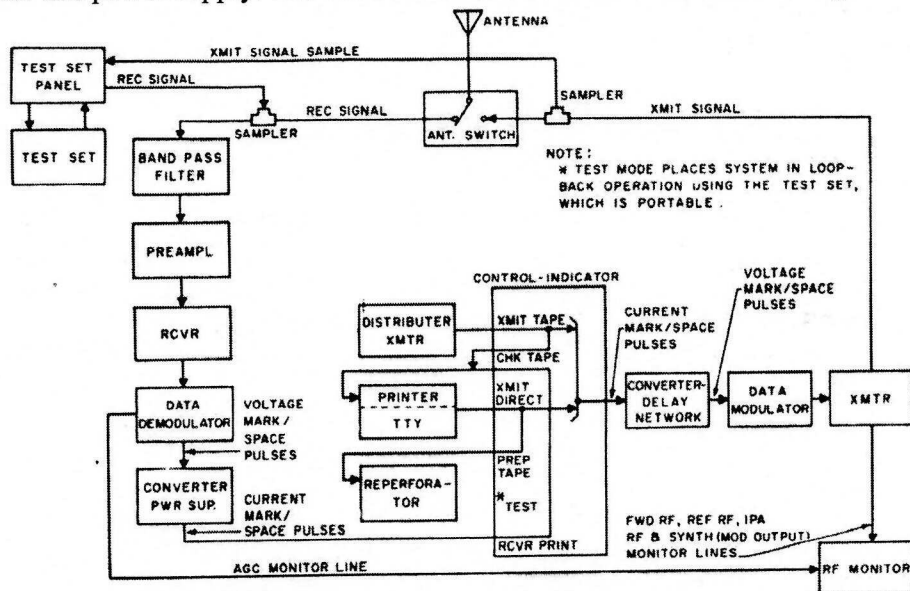 ANTENNA
XMIT SIGNAL SAMPLE
TEST SET
PANEL
REC SIGNAL
SAMPLER
REC SIGNAL
SAMPLER
XMIT SIGNAL
ANT. SWITCH
TEST SET
BAND PASS
FILTER
NOTE:
* TEST MODE PLACES SYSTEM IN LOOP-
BACK OPERATION USING THE TEST SET,
WHICH IS PORTABLE.
PREAMPL
RCVR
CONTROL-INDICATOR
VOLTAGE
MARK/SPACE
PULSES
DISTRIBUTER
XMTR
XMIT TAPE
CURRENT
MARK/SPACE
PULSES
CHK TAPE
DATA
DEMODULATOR
VOLTAGE
MARK/
SPACE
PULSES
PRINTER
TTY
XMIT
DIRECT
CONVERTER-
DELAY
NETWORK
DATA
MODULATOR
XMTR
CONVERTER
PWR SUP.
CURRENT
MARK/
SPACE PULSES
REPERFORA-
TOR
PREP
TAPE
* TEST
RCVR PRINT
FWD RF, REF RF, IPA
RF & SYNTH (MOD OUTPUT)
MONITOR LINES
AGC MONITOR LINE
RF MONITOR